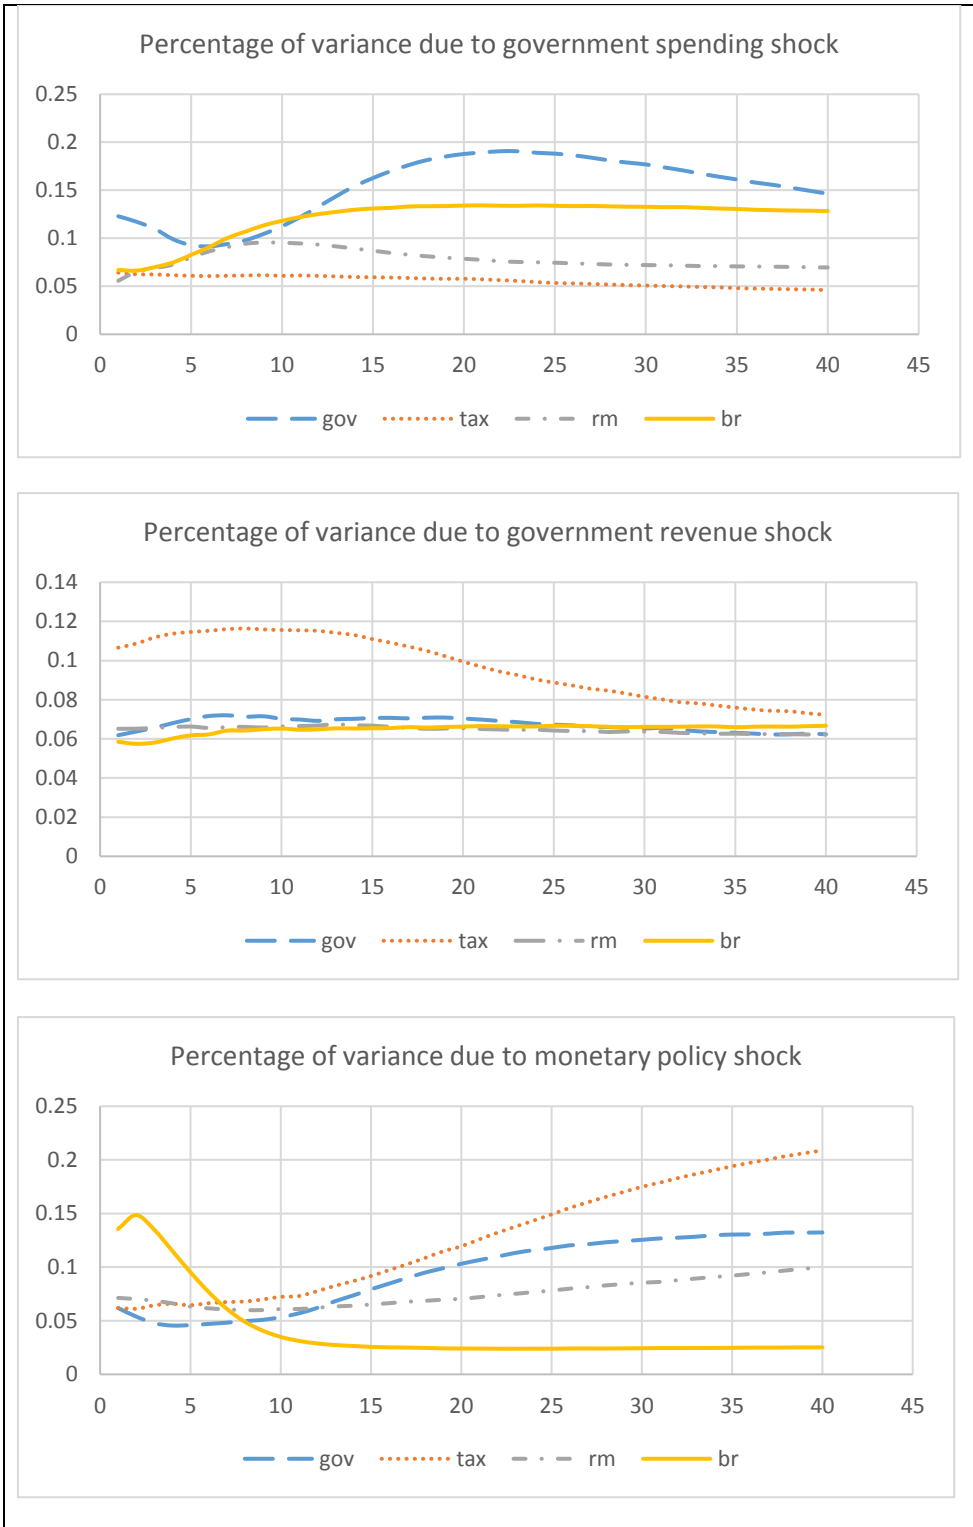 Percentage of variance due to government spending shock
0.25
0.2
0.15
0.1
0.05
0
0 5 10 15 20 25 30 35 40 45
gov tax rm br
Percentage of variance due to government revenue shock
0.14
0.12
0.1
0.08
0.06
0.04
0.02
0
0 5 10 15 20 25 30 35 40 45
gov tax rm br
Percentage of variance due to monetary policy shock
0.25
0.2
0.15
0.1
0.05
0
0 5 10 15 20 25 30 35 40 45
gov tax rm br